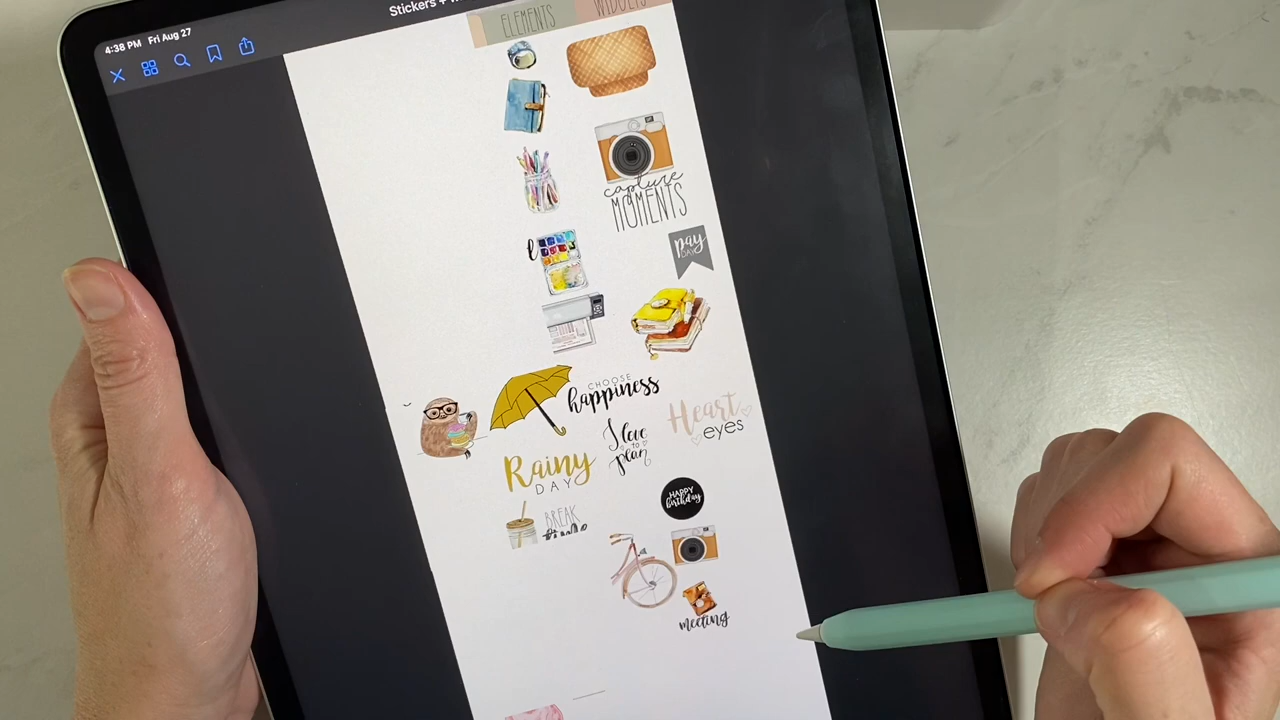 4:38 PM Fri Aug 27
Stickers +
ELEMENTS
WIDGETS
capture
MOMENTS
pay
DAY
CHOOSE
happiness
Heart
eyes
I love
to
plan
Rainy
DAY
HAPPY
birthday
BREAK
meeting